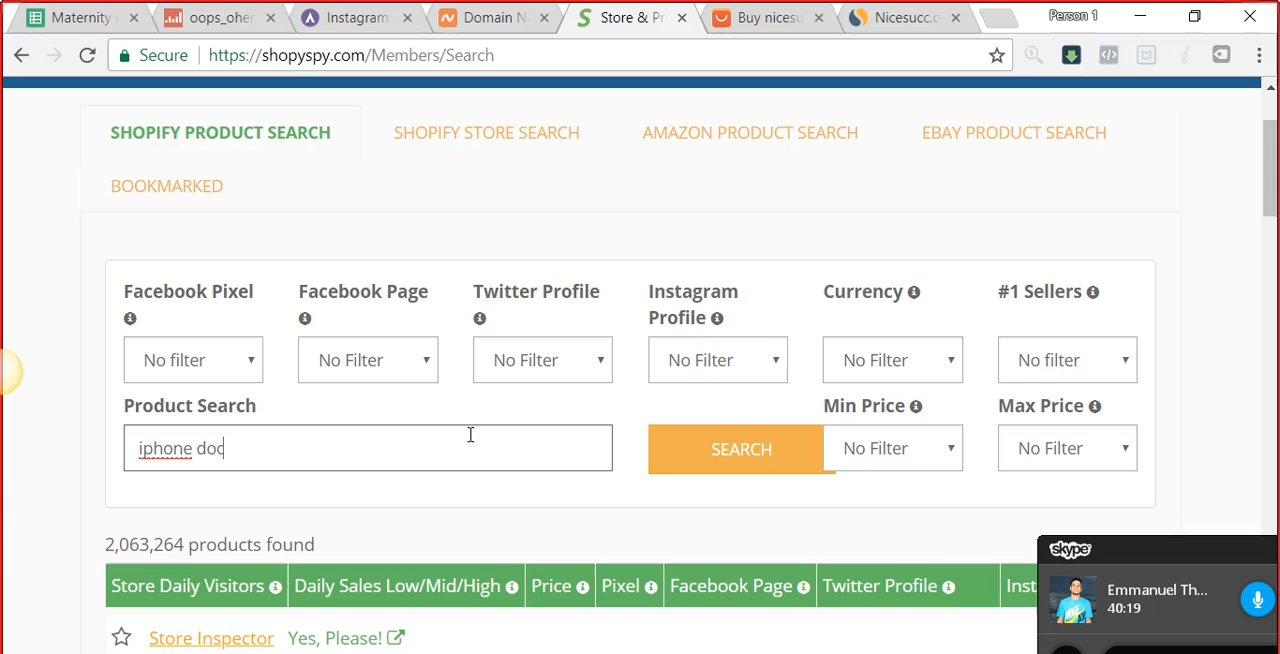 Maternity
oops_oher
Instagram
Domain N
Store & Pr
Buy nicesu
Nicesucc.c
Person 1
Secure
https://shopyspy.com/Members/Search
SHOPIFY PRODUCT SEARCH
SHOPIFY STORE SEARCH
AMAZON PRODUCT SEARCH
EBAY PRODUCT SEARCH
BOOKMARKED
Facebook Pixel
Facebook Page
Twitter Profile
Instagram Profile
Currency
#1 Sellers
No filter
No Filter
No Filter
No Filter
No Filter
No filter
Product Search
Min Price
Max Price
iphone doc
SEARCH
No Filter
No Filter
2,063,264 products found
Store Daily Visitors
Daily Sales Low/Mid/High
Price
Pixel
Facebook Page
Twitter Profile
Inst
Store Inspector
Yes, Please!
skype
Emmanuel Th...
40:19